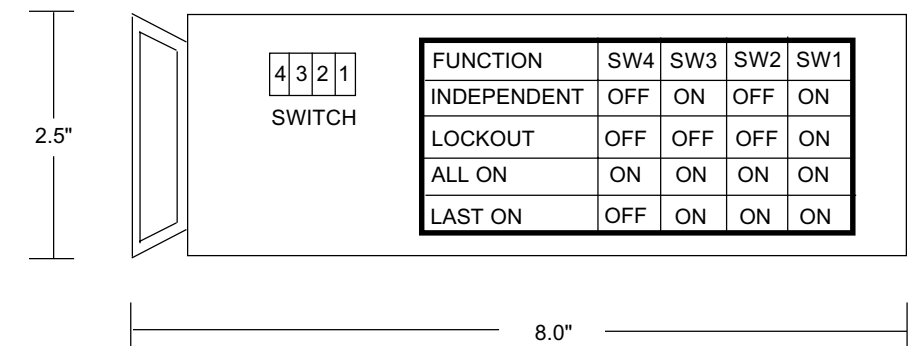 2.5"
4 3 2 1
SWITCH
FUNCTION SW4 SW3 SW2 SW1
INDEPENDENT OFF ON OFF ON
LOCKOUT OFF OFF OFF ON
ALL ON ON ON ON ON
LAST ON OFF ON ON ON
8.0"